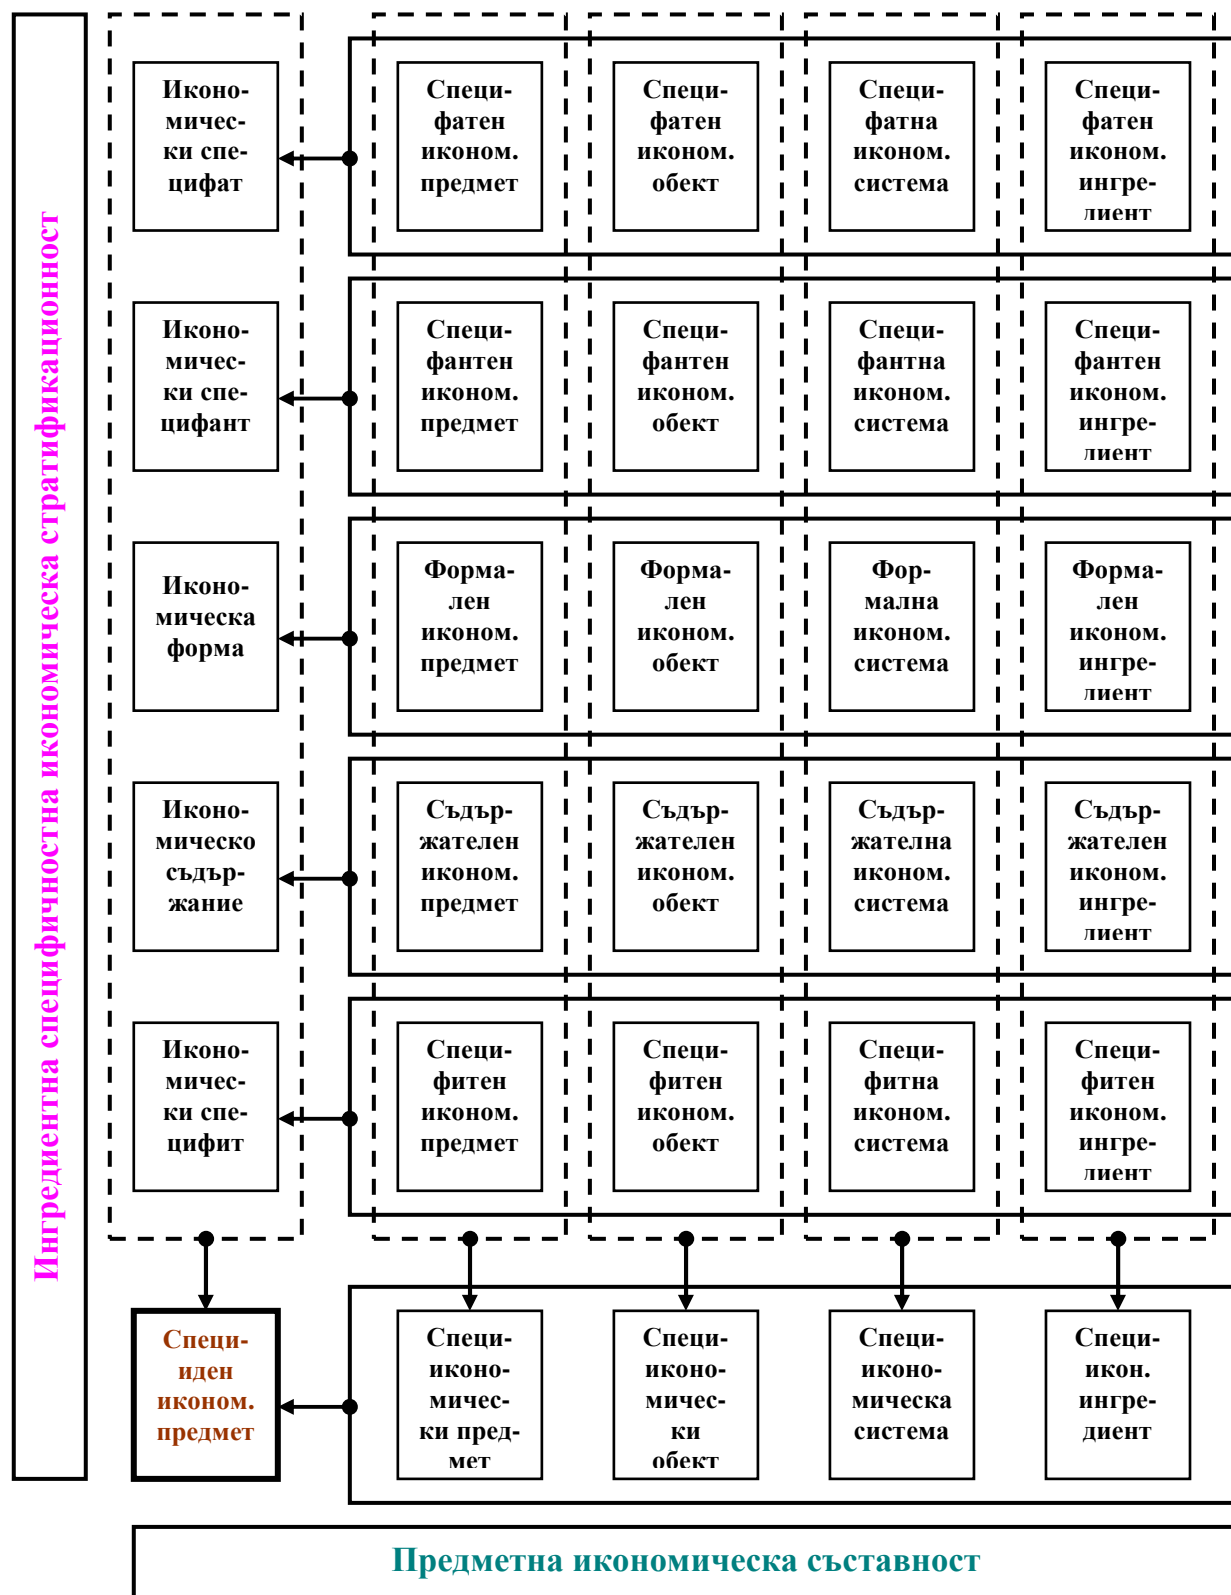 Ингредиентна специфичностна икономическа стратификационност
Иконо-
мичес-
ки спе-
цифат
Специ-
фатен
иконом.
предмет
Специ-
фатен
иконом.
обект
Специ-
фатна
иконом.
система
Специ-
фатен
иконом.
ингре-
диент
Иконо-
мичес-
ки спе-
цифант
Специ-
фантен
иконом.
предмет
Специ-
фантен
иконом.
обект
Специ-
фантна
иконом.
система
Специ-
фантен
иконом.
ингре-
диент
Иконо-
мическа
форма
Форма-
лен
иконом.
предмет
Форма-
лен
иконом.
обект
Фор-
мална
иконом.
система
Форма-
лен
иконом.
ингре-
диент
Иконо-
мическо
съдър-
жание
Съдър-
жателен
иконом.
предмет
Съдър-
жателен
иконом.
обект
Съдър-
жателна
иконом.
система
Съдър-
жателен
иконом.
ингре-
диент
Иконо-
мичес-
ки спе-
цифит
Специ-
фитен
иконом.
предмет
Специ-
фитен
иконом.
обект
Специ-
фитна
иконом.
система
Специ-
фитен
иконом.
ингре-
диент
Специ-
иден
иконом.
предмет
Специ-
иконо-
мичес-
ки пред-
мет
Специ-
иконо-
мичес-
ки
обект
Специ-
иконо-
мическа
система
Специ-
икон.
ингре-
диент
Предметна икономическа съставност